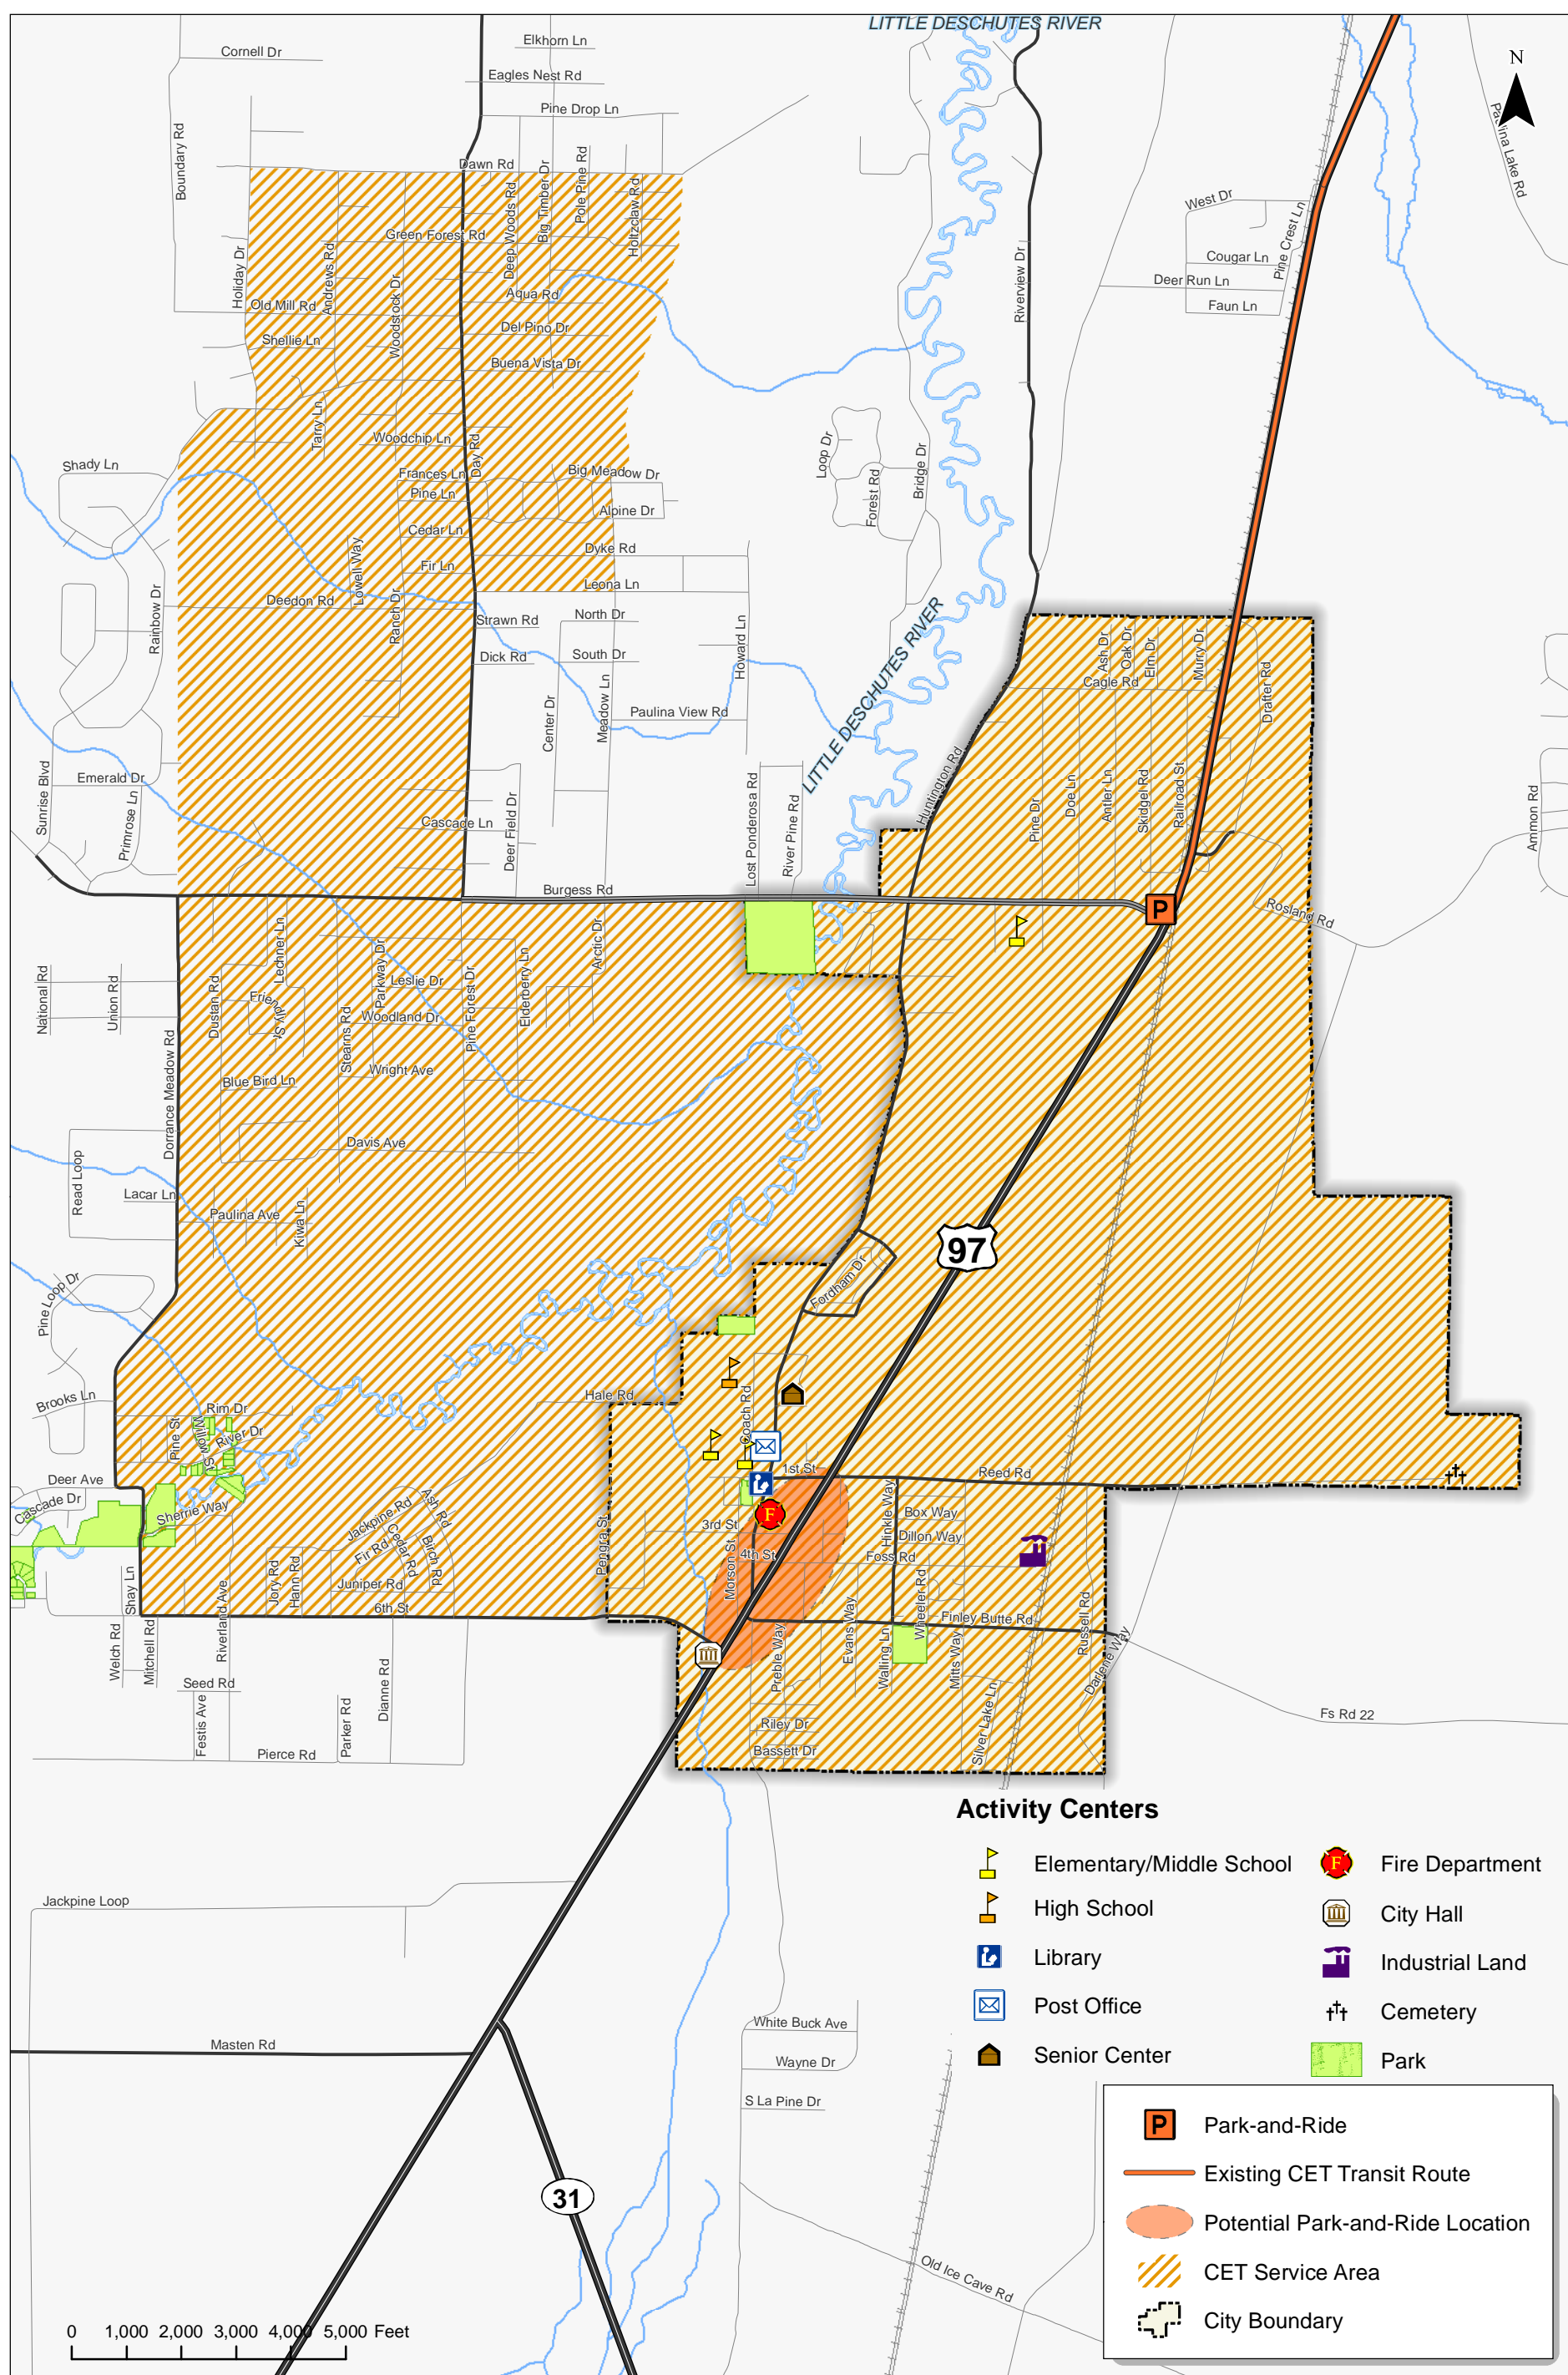 LITTLE DESCHUTES RIVER
Cornell Dr
Elkhorn Ln
Eagles Nest Rd
Pine Drop Ln
N
Paulina Lake Rd
Boundary Rd
Dawn Rd
Deep Woods Rd
Big Timber Dr
Pole Pine Rd
Holtzclaw Rd
West Dr
Pine Crest Ln
Green Forest Rd
Holiday Dr
Andrews Rd
Woodstock Dr
Riverview Dr
Cougar Ln
Deer Run Ln
Faun Ln
Aqua Rd
Old Mill Rd
Del Pino Dr
Shellie Ln
Buena Vista Dr
Tarry Ln
Woodchip Ln
Day Rd
Loop Dr
Forest Rd
Bridge Dr
Shady Ln
Frances Ln
Big Meadow Dr
Pine Ln
Alpine Dr
Cedar Ln
Dyke Rd
Lowell Way
Fir Ln
Leona Ln
Rainbow Dr
Deedon Rd
Ranch Dr
Strawn Rd
North Dr
Howard Ln
LITTLE DESCHUTES RIVER
Dick Rd
South Dr
Ash Dr
Oak Dr
Elm Dr
Murry Dr
Drafter Rd
Cagle Rd
Center Dr
Meadow Ln
Paulina View Rd
Sunrise Blvd
Emerald Dr
Primrose Ln
Huntington Rd
Lost Ponderosa Rd
River Pine Rd
Pine Dr
Doe Ln
Antler Ln
Skidgel Rd
Railroad St
Ammon Rd
Cascade Ln
Deer Field Dr
Burgess Rd
P
Rosland Rd
National Rd
Union Rd
Dustan Rd
Lechner Ln
Friendly St
Stearns Rd
Parkway Dr
Leslie Dr
Woodland Dr
Pine Forest Dr
Elderberry Ln
Arctic Dr
Dorrance Meadow Rd
Wright Ave
Blue Bird Ln
Davis Ave
Read Loop
Lacar Ln
Paulina Ave
Kiwa Ln
97
Pine Loop Dr
Fordham Dr
Brooks Ln
Hale Rd
Rim Dr
Pine St
Willow St
River Dr
Coach Rd
1st St
Reed Rd
Deer Ave
Cascade Dr
Sherrie Way
Jackpine Rd
Ash Rd
Fir Rd
Cedar Rd
Birch Rd
Pengra St
F
3rd St
4th St
Morson St
Hinkle Way
Box Way
Dillon Way
Foss Rd
Shay Ln
Jory Rd
Hann Rd
Juniper Rd
6th St
Wheeler Rd
Finley Butte Rd
Russell Rd
Darlene Way
Welch Rd
Mitchell Rd
Riverland Ave
Preble Way
Evans Way
Walling Ln
Mitts Way
Seed Rd
Festis Ave
Parker Rd
Dianne Rd
Silver Lake Ln
Fs Rd 22
Riley Dr
Pierce Rd
Bassett Dr
Activity Centers
Elementary/Middle School
High School
Library
Post Office
Senior Center
F
Fire Department
City Hall
Industrial Land
Cemetery
Park
Jackpine Loop
White Buck Ave
Masten Rd
Wayne Dr
S La Pine Dr
31
Old Ice Cave Rd
P
Park-and-Ride
Existing CET Transit Route
Potential Park-and-Ride Location
CET Service Area
City Boundary
0 1,000 2,000 3,000 4,000 5,000 Feet